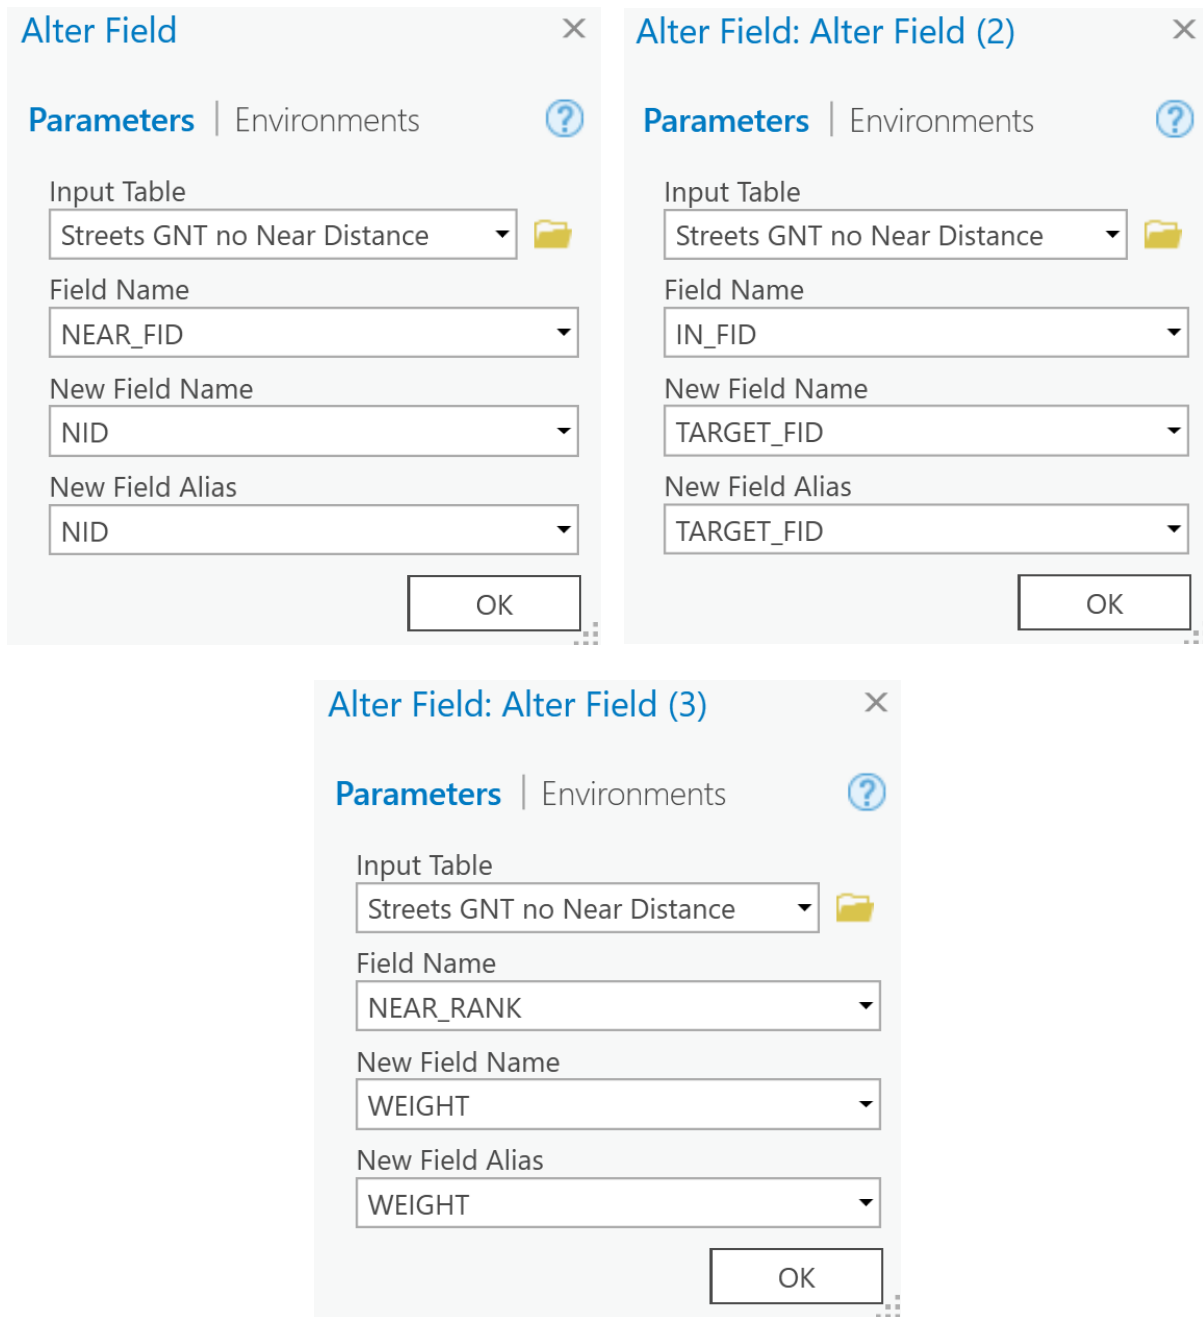 Alter Field
Parameters | Environments
Input Table
Streets GNT no Near Distance
Field Name
NEAR_FID
New Field Name
NID
New Field Alias
NID
OK
Alter Field: Alter Field (2)
Parameters | Environments
Input Table
Streets GNT no Near Distance
Field Name
IN_FID
New Field Name
TARGET_FID
New Field Alias
TARGET_FID
OK
Alter Field: Alter Field (3)
Parameters | Environments
Input Table
Streets GNT no Near Distance
Field Name
NEAR_RANK
New Field Name
WEIGHT
New Field Alias
WEIGHT
OK